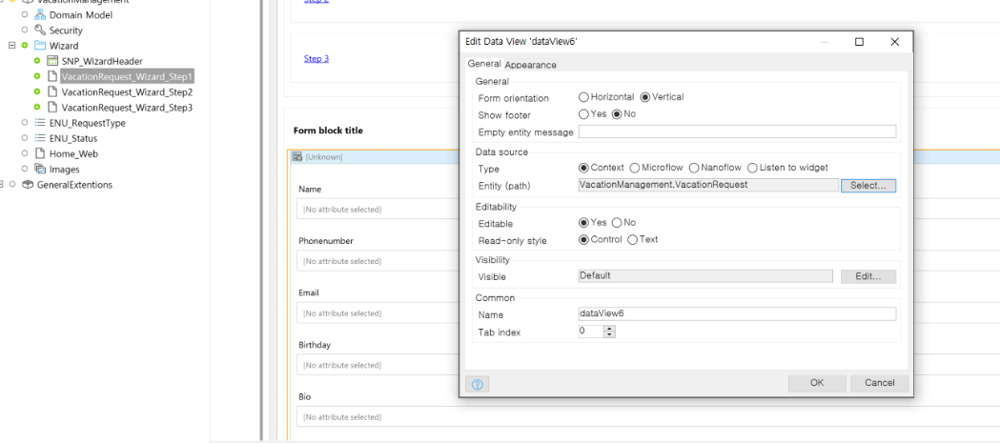 VacationManagement
Domain Model
Security
Wizard
SNP_WizardHeader
VacationRequest_Wizard_Step1
VacationRequest_Wizard_Step2
VacationRequest_Wizard_Step3
ENU_RequestType
ENU_Status
Home_Web
Images
GeneralExtentions
Step 2
Step 3
Form block title
[Unknown]
Name
[No attribute selected]
Phonenumber
[No attribute selected]
Email
[No attribute selected]
Birthday
[No attribute selected]
Bio
[No attribute selected]
Edit Data View 'dataView6'
General Appearance
General
Form orientation Horizontal Vertical
Show footer Yes No
Empty entity message
Data source
Type Context Microflow Nanoflow Listen to widget
Entity (path) VacationManagement.VacationRequest Select...
Editability
Editable Yes No
Read-only style Control Text
Visibility
Visible Default Edit...
Common
Name dataView6
Tab index 0
OK Cancel